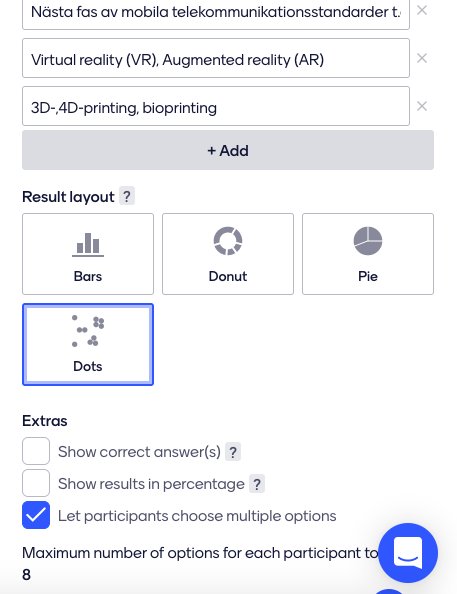 Nästa fas av mobila telekommunikationsstandarder t.
Virtual reality (VR), Augmented reality (AR)
3D-,4D-printing, bioprinting
+ Add
Result layout ?
Bars
Donut
Pie
Dots
Extras
Show correct answer(s) ?
Show results in percentage ?
Let participants choose multiple options
Maximum number of options for each participant to
8